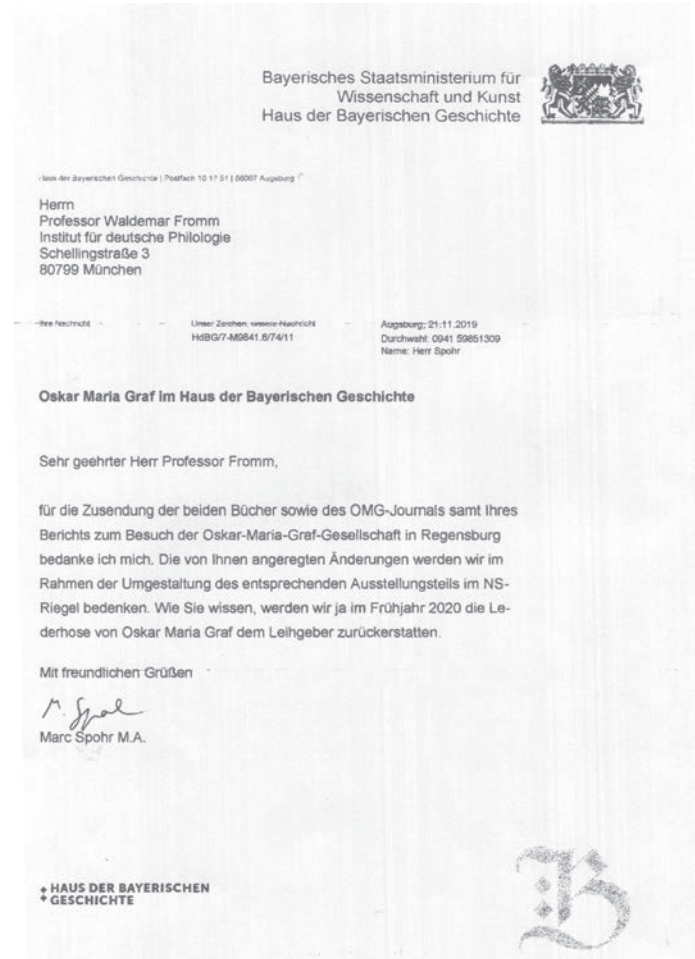 Bayerisches Staatsministerium für
Wissenschaft und Kunst
Haus der Bayerischen Geschichte
Haus der Bayerischen Geschichte | Postfach 10 17 51 | 86007 Augsburg
Herrn
Professor Waldemar Fromm
Institut für deutsche Philologie
Schellingstraße 3
80799 München
Ihre Nachricht
Unser Zeichen, unsere Nachricht
Augsburg, 21.11.2019
HdBG/7-M9841.6/74/11
Durchwahl: 0941 59851309
Name: Herr Spohr
Oskar Maria Graf im Haus der Bayerischen Geschichte
Sehr geehrter Herr Professor Fromm,
für die Zusendung der beiden Bücher sowie des OMG-Journals samt Ihres
Berichts zum Besuch der Oskar-Maria-Graf-Gesellschaft in Regensburg
bedanke ich mich. Die von Ihnen angeregten Änderungen werden wir im
Rahmen der Umgestaltung des entsprechenden Ausstellungsteils im NS-
Riegel bedenken. Wie Sie wissen, werden wir ja im Frühjahr 2020 die Le-
derhose von Oskar Maria Graf dem Leihgeber zurückerstatten.
Mit freundlichen Grüßen
M. Spohr
Marc Spohr M.A.
HAUS DER BAYERISCHEN
GESCHICHTE
B